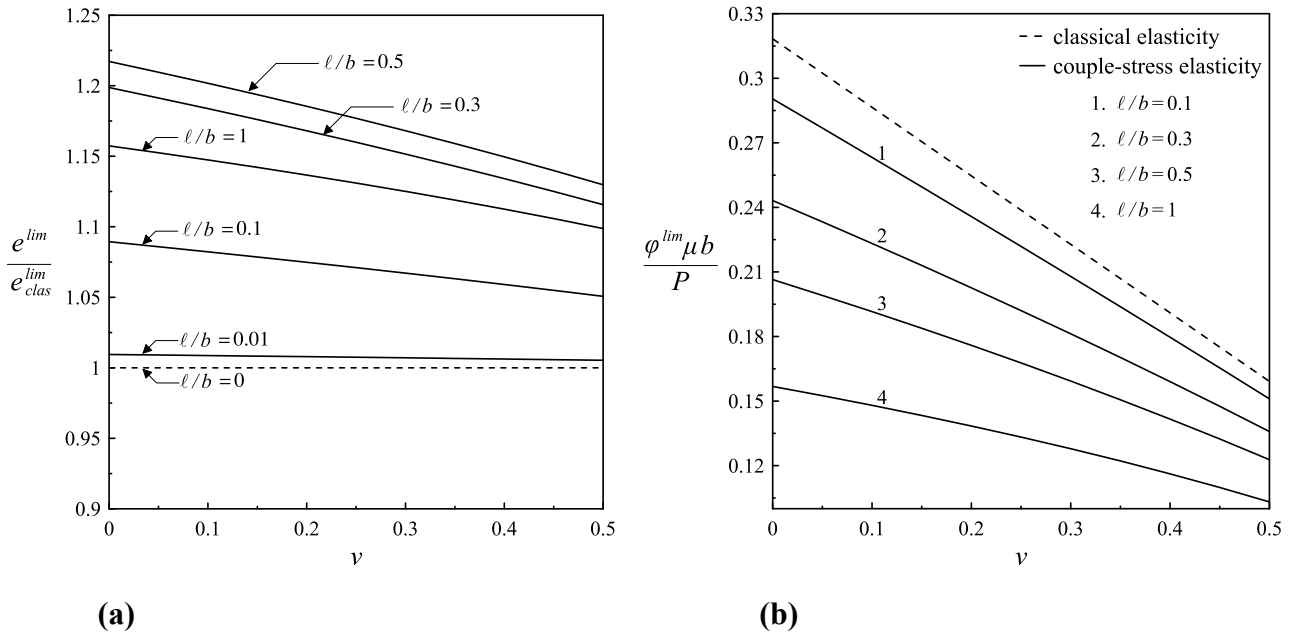 1.25
1.2
1.15
1.1
1.05
1
0.95
0.9
e^lim
e^lim_clas
ℓ/b = 0.5
ℓ/b = 0.3
ℓ/b = 1
ℓ/b = 0.1
ℓ/b = 0.01
ℓ/b = 0
0 0.1 0.2 0.3 0.4 0.5
ν
(a)
0.33
0.3
0.27
0.24
0.21
0.18
0.15
0.12
φ^lim μb
P
classical elasticity
couple-stress elasticity
1. ℓ/b = 0.1
2. ℓ/b = 0.3
3. ℓ/b = 0.5
4. ℓ/b = 1
1
2
3
4
0 0.1 0.2 0.3 0.4 0.5
ν
(b)